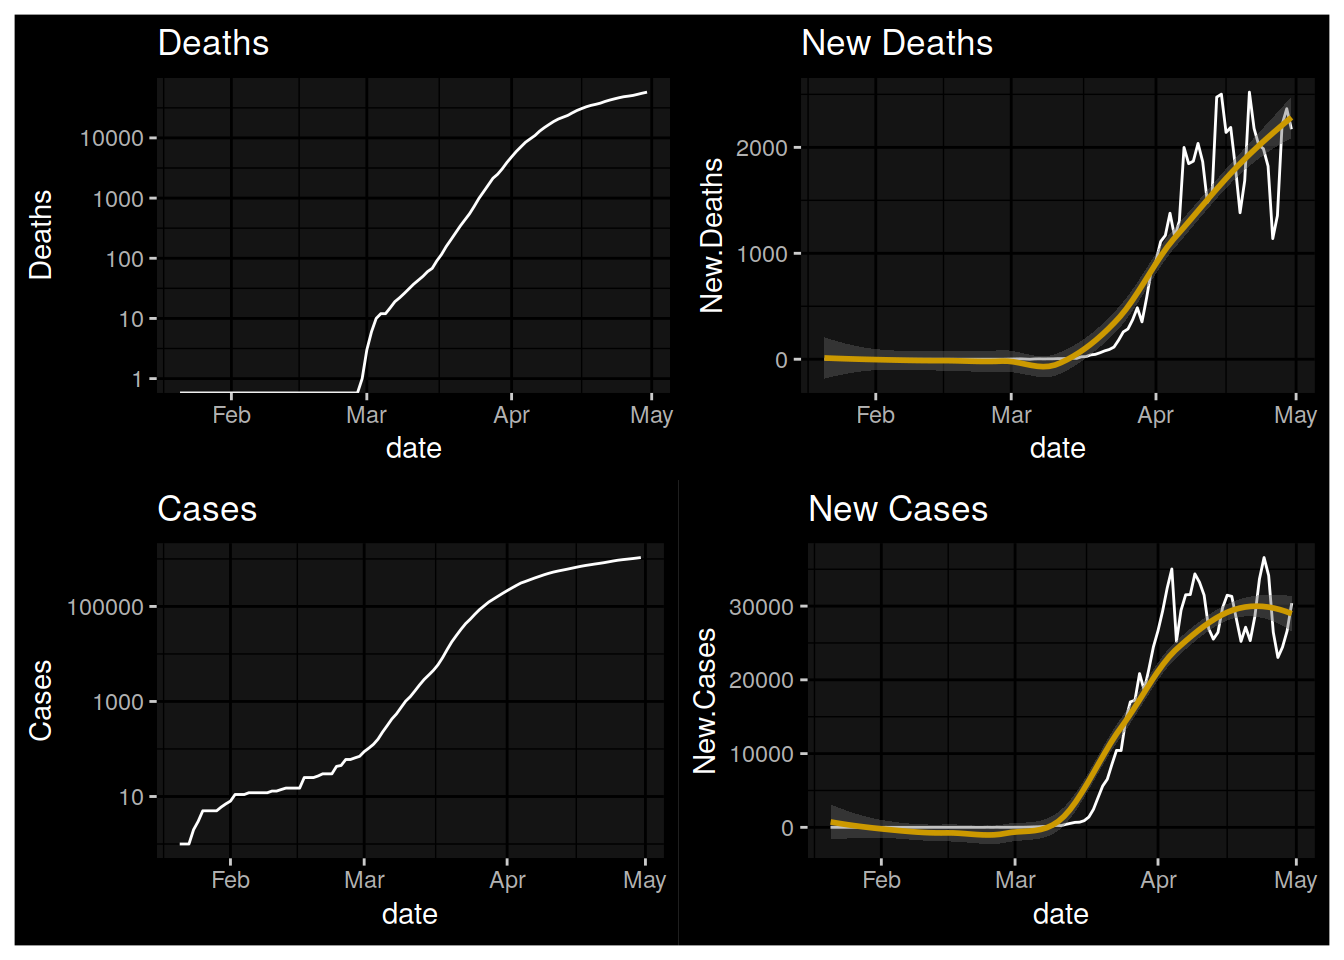 Deaths
Deaths
10000
1000
100
10
1
Feb Mar Apr May
date
New Deaths
New.Deaths
2000
1000
0
Feb Mar Apr May
date
Cases
Cases
100000
1000
10
Feb Mar Apr May
date
New Cases
New.Cases
30000
20000
10000
0
Feb Mar Apr May
date